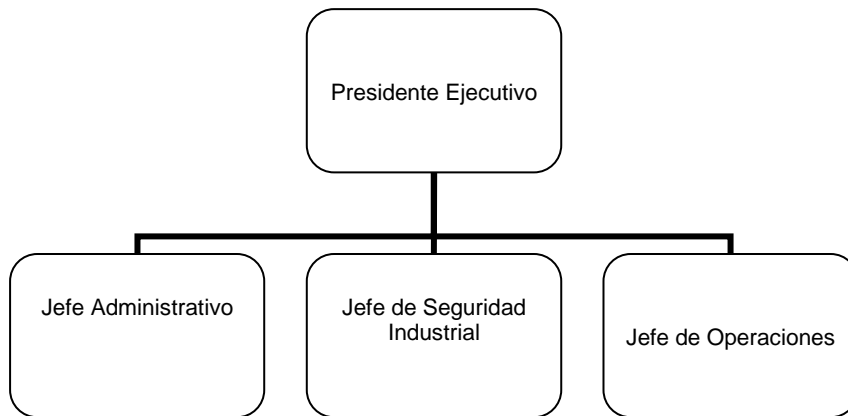 Presidente Ejecutivo
Jefe Administrativo
Jefe de Seguridad
Industrial
Jefe de Operaciones